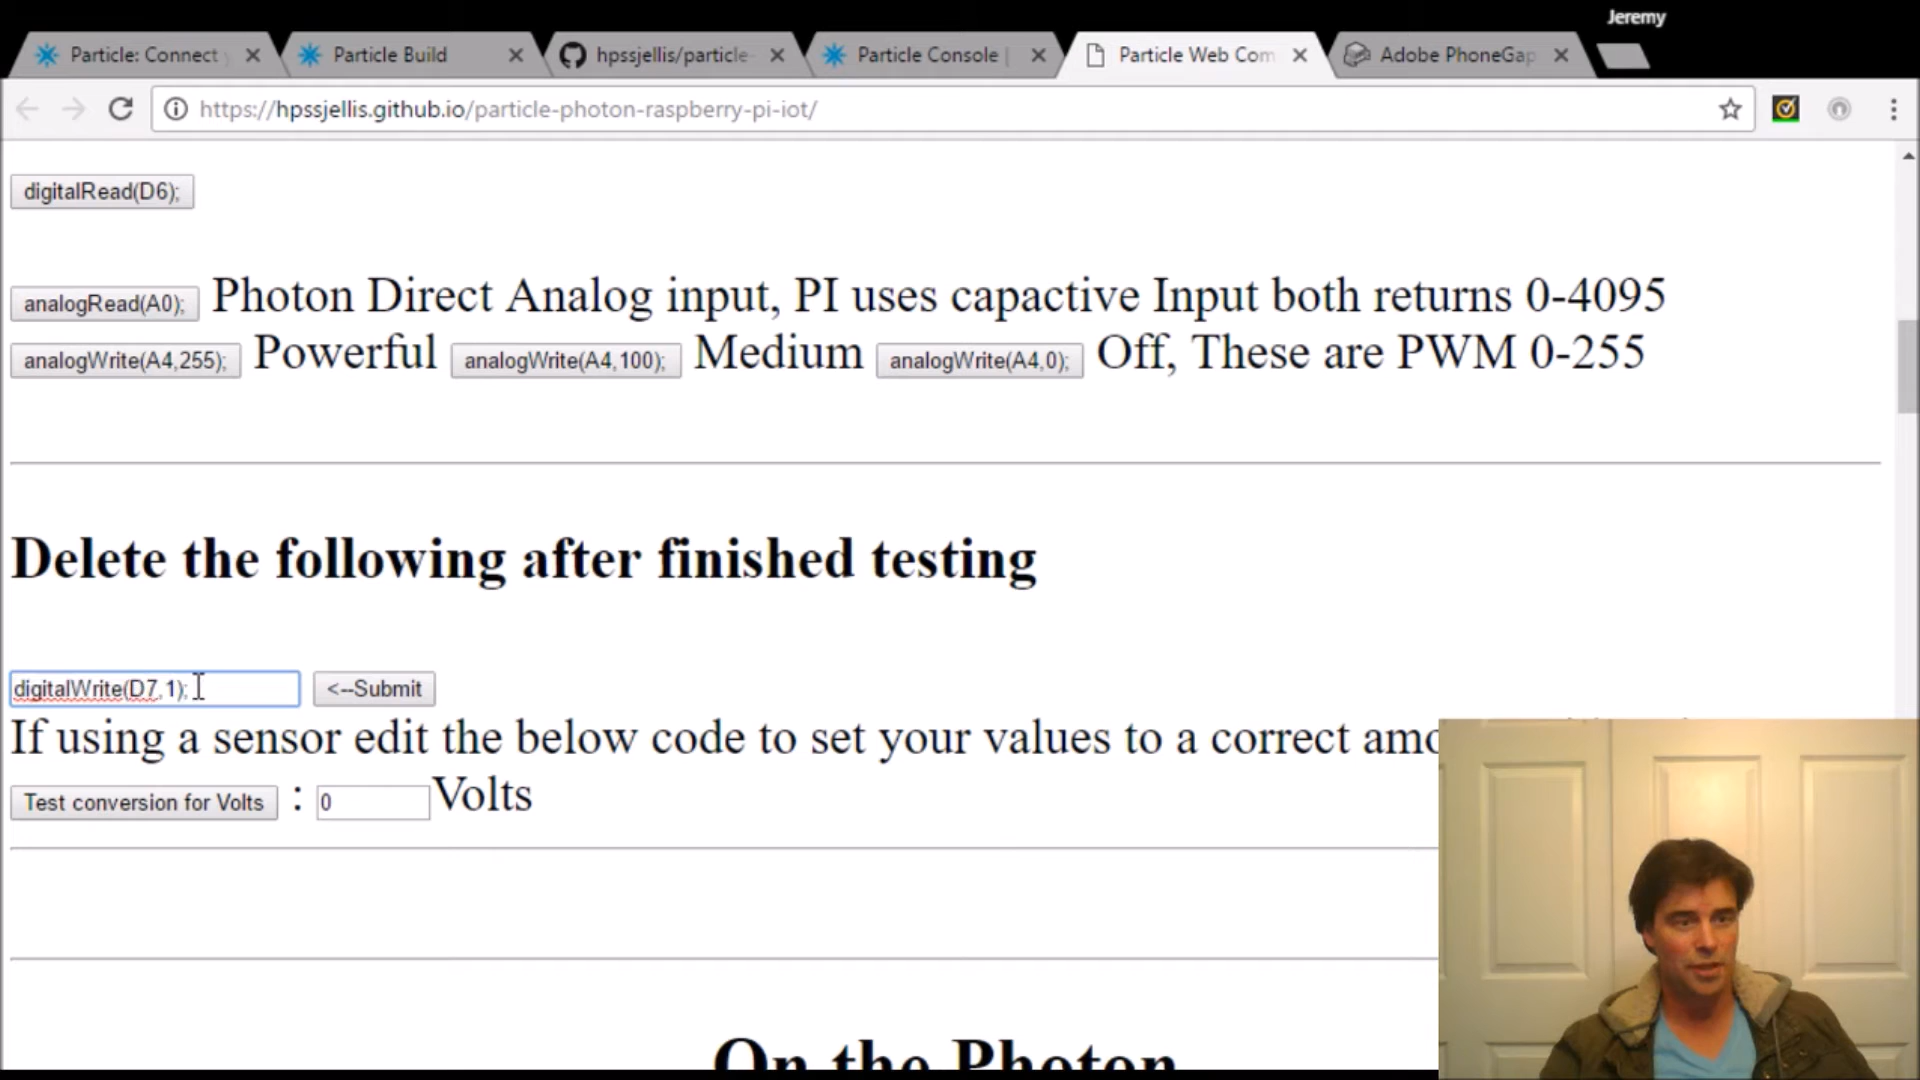 Jeremy
Particle: Connect
Particle Build
hpssjellis/particle-
Particle Console |
Particle Web Com
Adobe PhoneGap
https://hpssjellis.github.io/particle-photon-raspberry-pi-iot/
digitalRead(D6);
analogRead(A0); Photon Direct Analog input, PI uses capactive Input both returns 0-4095
analogWrite(A4,255); Powerful analogWrite(A4,100); Medium analogWrite(A4,0); Off, These are PWM 0-255
Delete the following after finished testing
digitalWrite(D7,1); <--Submit
If using a sensor edit the below code to set your values to a correct amo
Test conversion for Volts : 0 Volts
On the Photon